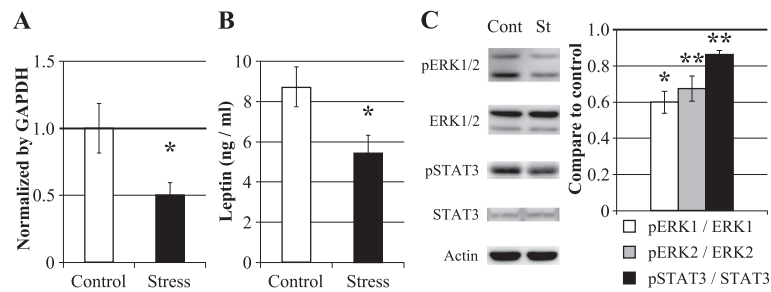 A
Normalized by GAPDH
1.5
1.0
0.5
0
*
Control
Stress
B
Leptin (ng / ml)
10
8
6
4
2
0
*
Control
Stress
C
Cont St
pERK1/2
ERK1/2
pSTAT3
STAT3
Actin
Compare to control
1.0
0.8
0.6
0.4
0.2
0
*
**
**
pERK1 / ERK1
pERK2 / ERK2
pSTAT3 / STAT3